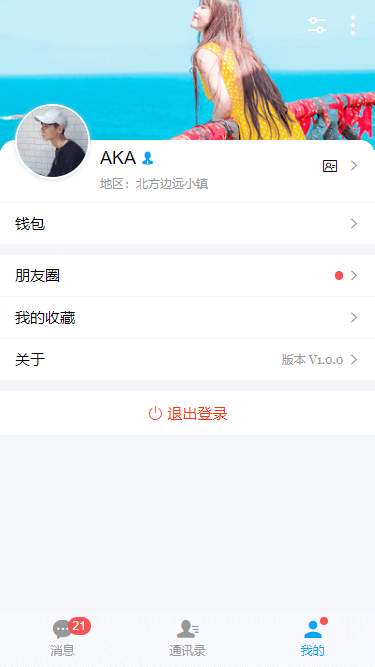 AKA
地区：北方边远小镇
钱包
朋友圈
我的收藏
关于 版本 V1.0.0
退出登录
21
消息 通讯录 我的